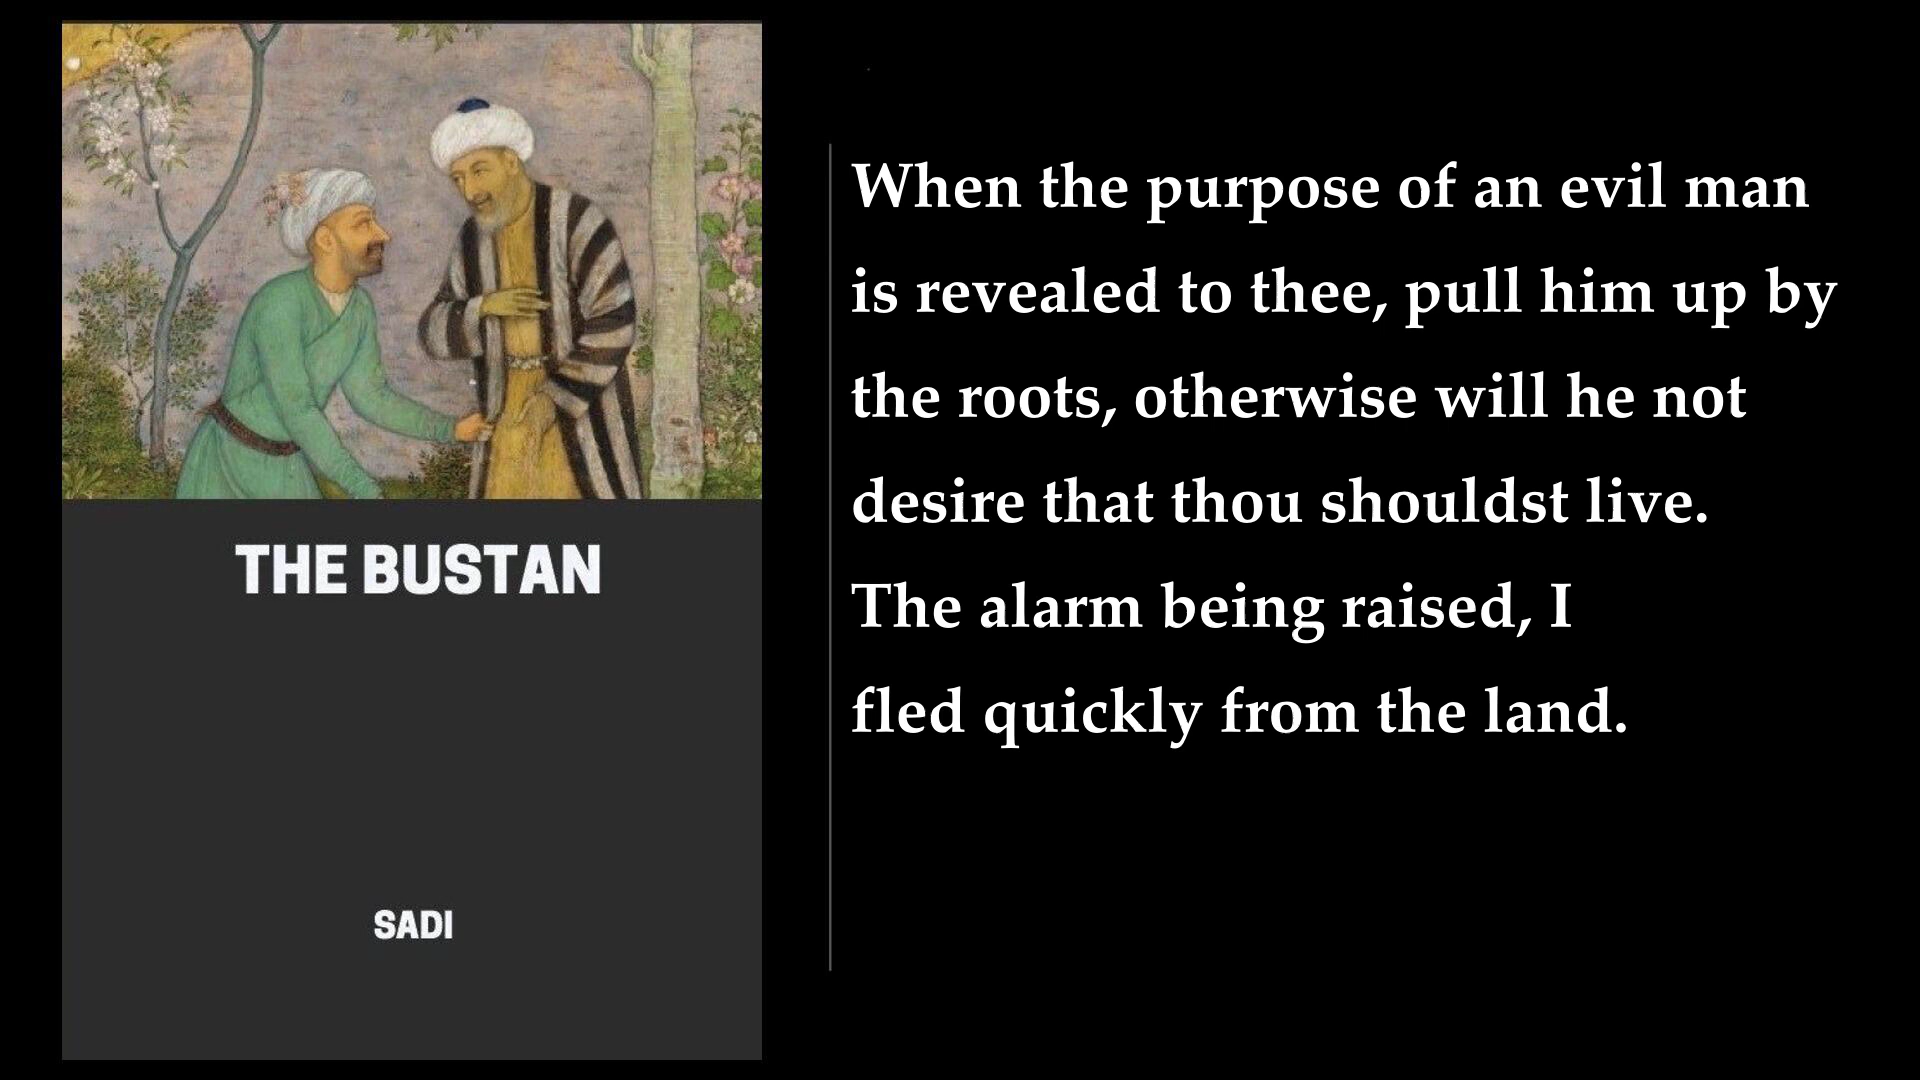 THE BUSTAN
SADI
When the purpose of an evil man
is revealed to thee, pull him up by
the roots, otherwise will he not
desire that thou shouldst live.
The alarm being raised, I
fled quickly from the land.